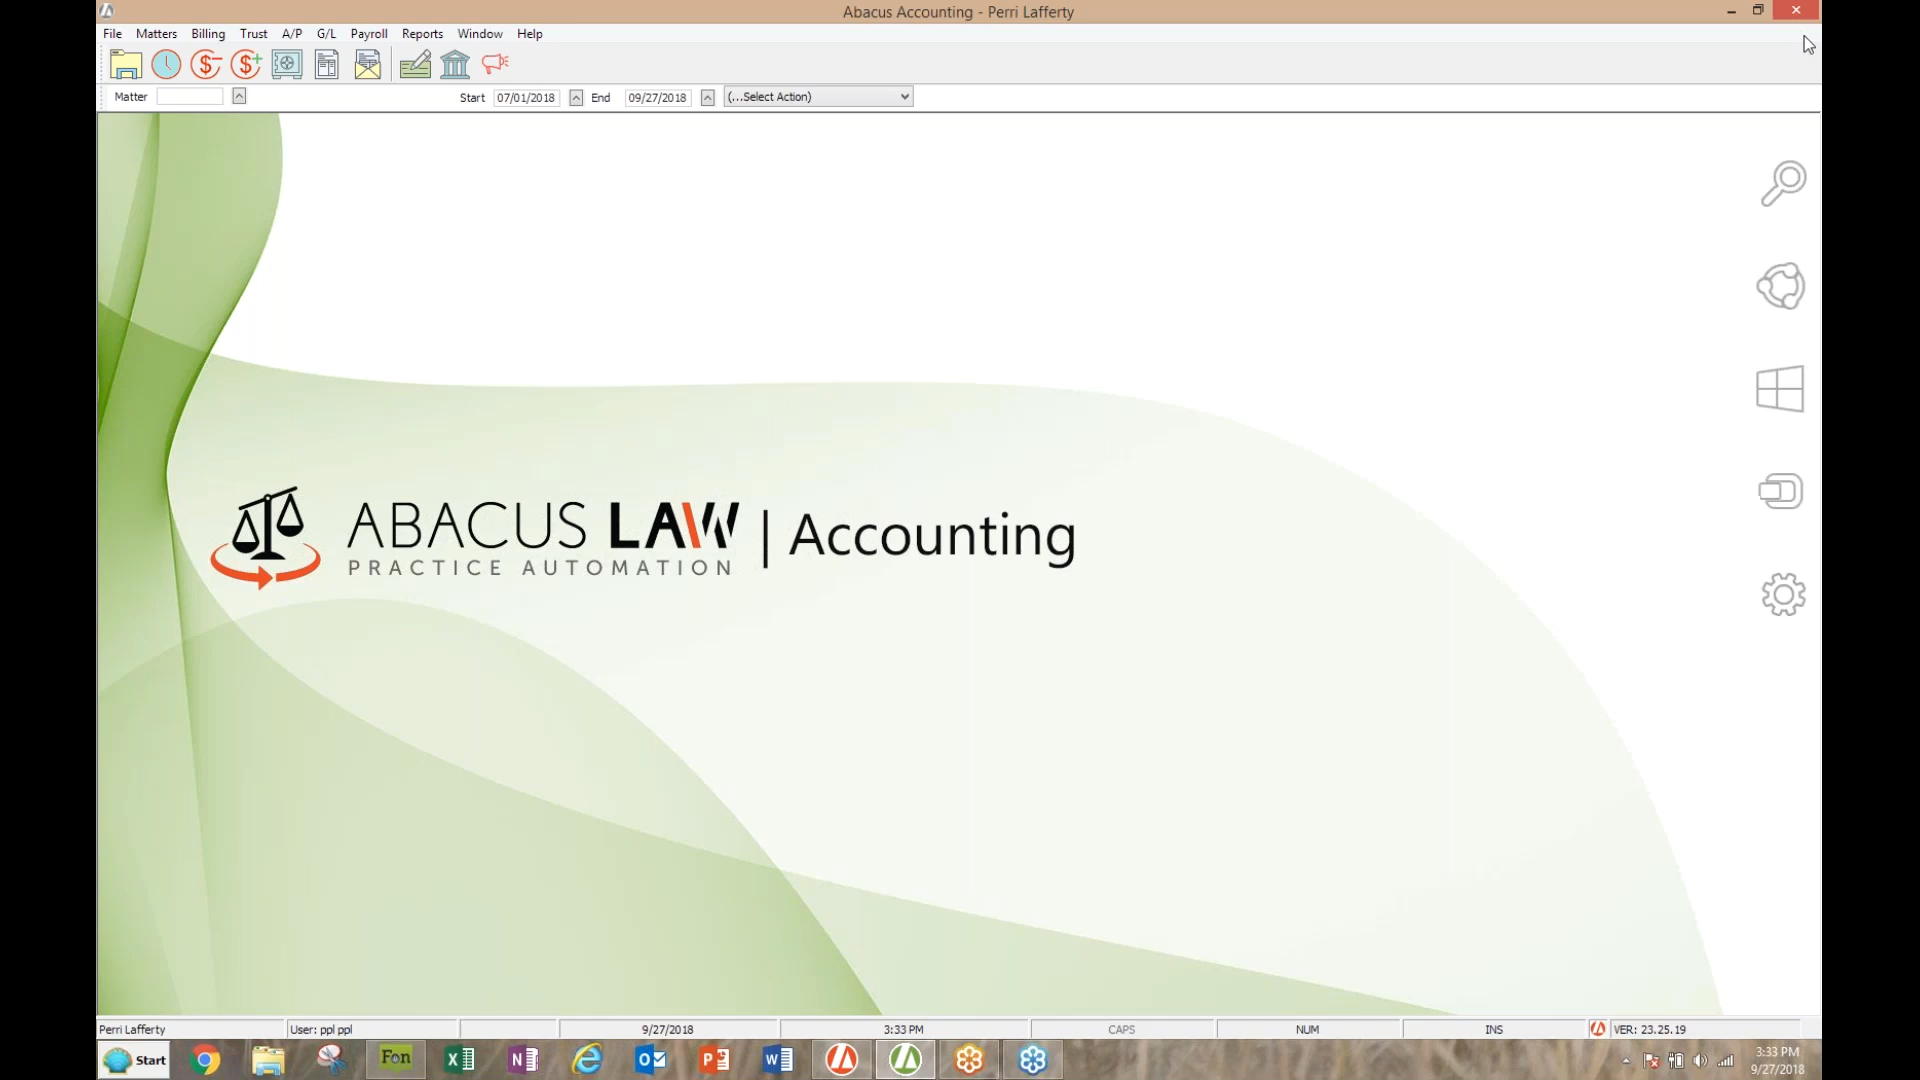 Abacus Accounting - Perri Lafferty
File Matters Billing Trust A/P G/L Payroll Reports Window Help
Matter Start 07/01/2018 End 09/27/2018 (...Select Action)
ABACUS LAW | Accounting
PRACTICE AUTOMATION
Perri Lafferty User: ppl ppl 9/27/2018 3:33 PM CAPS NUM INS VER: 23.25.19
Start Fon 3:33 PM
9/27/2018